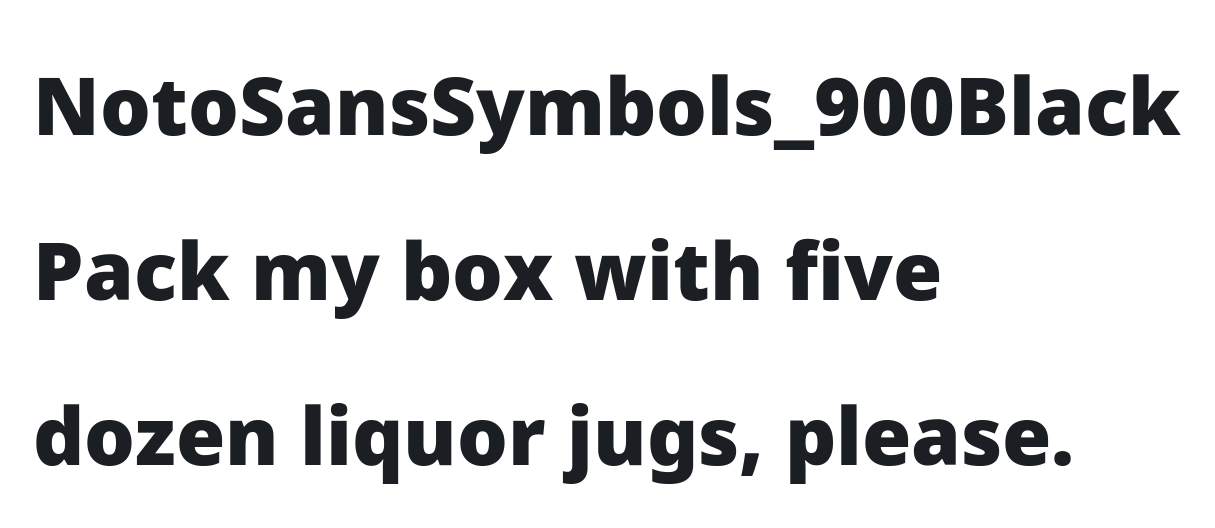 NotoSansSymbols_900Black
Pack my box with five
dozen liquor jugs, please.